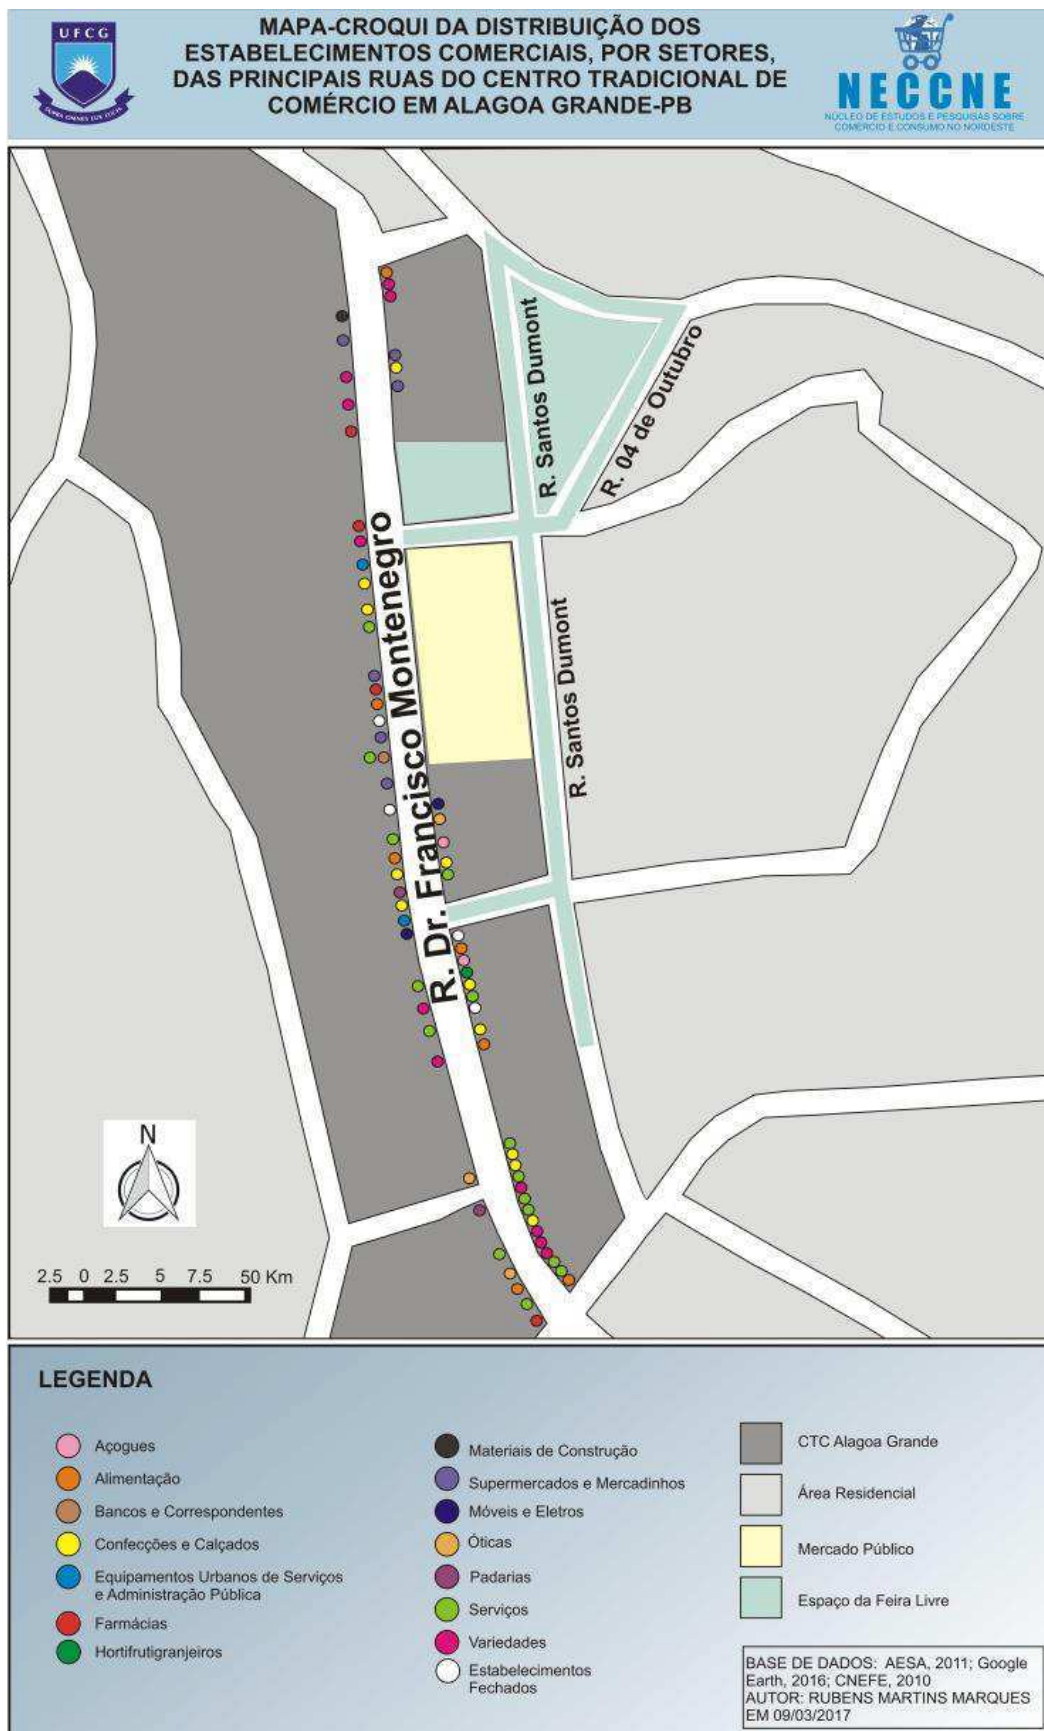 UFCG
SUPRA OMNES LUX LUCES
MAPA-CROQUI DA DISTRIBUIÇÃO DOS
ESTABELECIMENTOS COMERCIAIS, POR SETORES,
DAS PRINCIPAIS RUAS DO CENTRO TRADICIONAL DE
COMÉRCIO EM ALAGOA GRANDE-PB
NECCNE
NÚCLEO DE ESTUDOS E PESQUISAS SOBRE
COMÉRCIO E CONSUMO NO NORDESTE
R. Santos Dumont
R. 04 de Outubro
R. Dr. Francisco Montenegro
R. Santos Dumont
N
2.5 0 2.5 5 7.5 50 Km
LEGENDA
Açogues
Alimentação
Bancos e Correspondentes
Confecções e Calçados
Equipamentos Urbanos de Serviços
e Administração Pública
Farmácias
Hortifrutigranjeiros
Materiais de Construção
Supermercados e Mercadinhos
Móveis e Eletros
Óticas
Padarias
Serviços
Variedades
Estabelecimentos
Fechados
CTC Alagoa Grande
Área Residencial
Mercado Público
Espaço da Feira Livre
BASE DE DADOS: AESA, 2011; Google
Earth, 2016; CNEFE, 2010
AUTOR: RUBENS MARTINS MARQUES
EM 09/03/2017